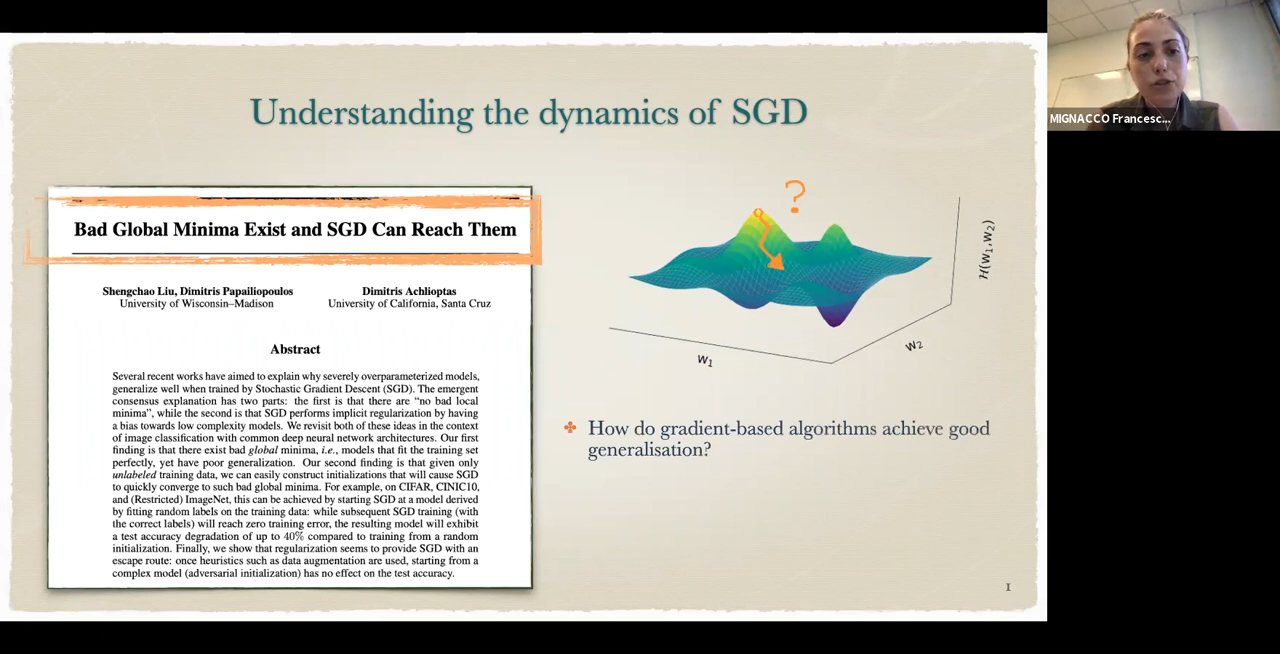 Understanding the dynamics of SGD
MIGNACCO Francesc...
Bad Global Minima Exist and SGD Can Reach Them
Shengchao Liu, Dimitris Papailiopoulos
University of Wisconsin–Madison
Dimitris Achlioptas
University of California, Santa Cruz
Abstract
Several recent works have aimed to explain why severely overparameterized models,
generalize well when trained by Stochastic Gradient Descent (SGD). The emergent
consensus explanation has two parts: the first is that there are “no bad local
minima”, while the second is that SGD performs implicit regularization by having
a bias towards low complexity models. We revisit both of these ideas in the context
of image classification with common deep neural network architectures. Our first
finding is that there exist bad global minima, i.e., models that fit the training set
perfectly, yet have poor generalization. Our second finding is that given only
unlabeled training data, we can easily construct initializations that will cause SGD
to quickly converge to such bad global minima. For example, on CIFAR, CINIC10,
and (Restricted) ImageNet, this can be achieved by starting SGD at a model derived
by fitting random labels on the training data: while subsequent SGD training (with
the correct labels) will reach zero training error, the resulting model will exhibit
a test accuracy degradation of up to 40% compared to training from a random
initialization. Finally, we show that regularization seems to provide SGD with an
escape route: once heuristics such as data augmentation are used, starting from a
complex model (adversarial initialization) has no effect on the test accuracy.
?
H(w₁,w₂)
w₁
w₂
How do gradient-based algorithms achieve good
generalisation?
1